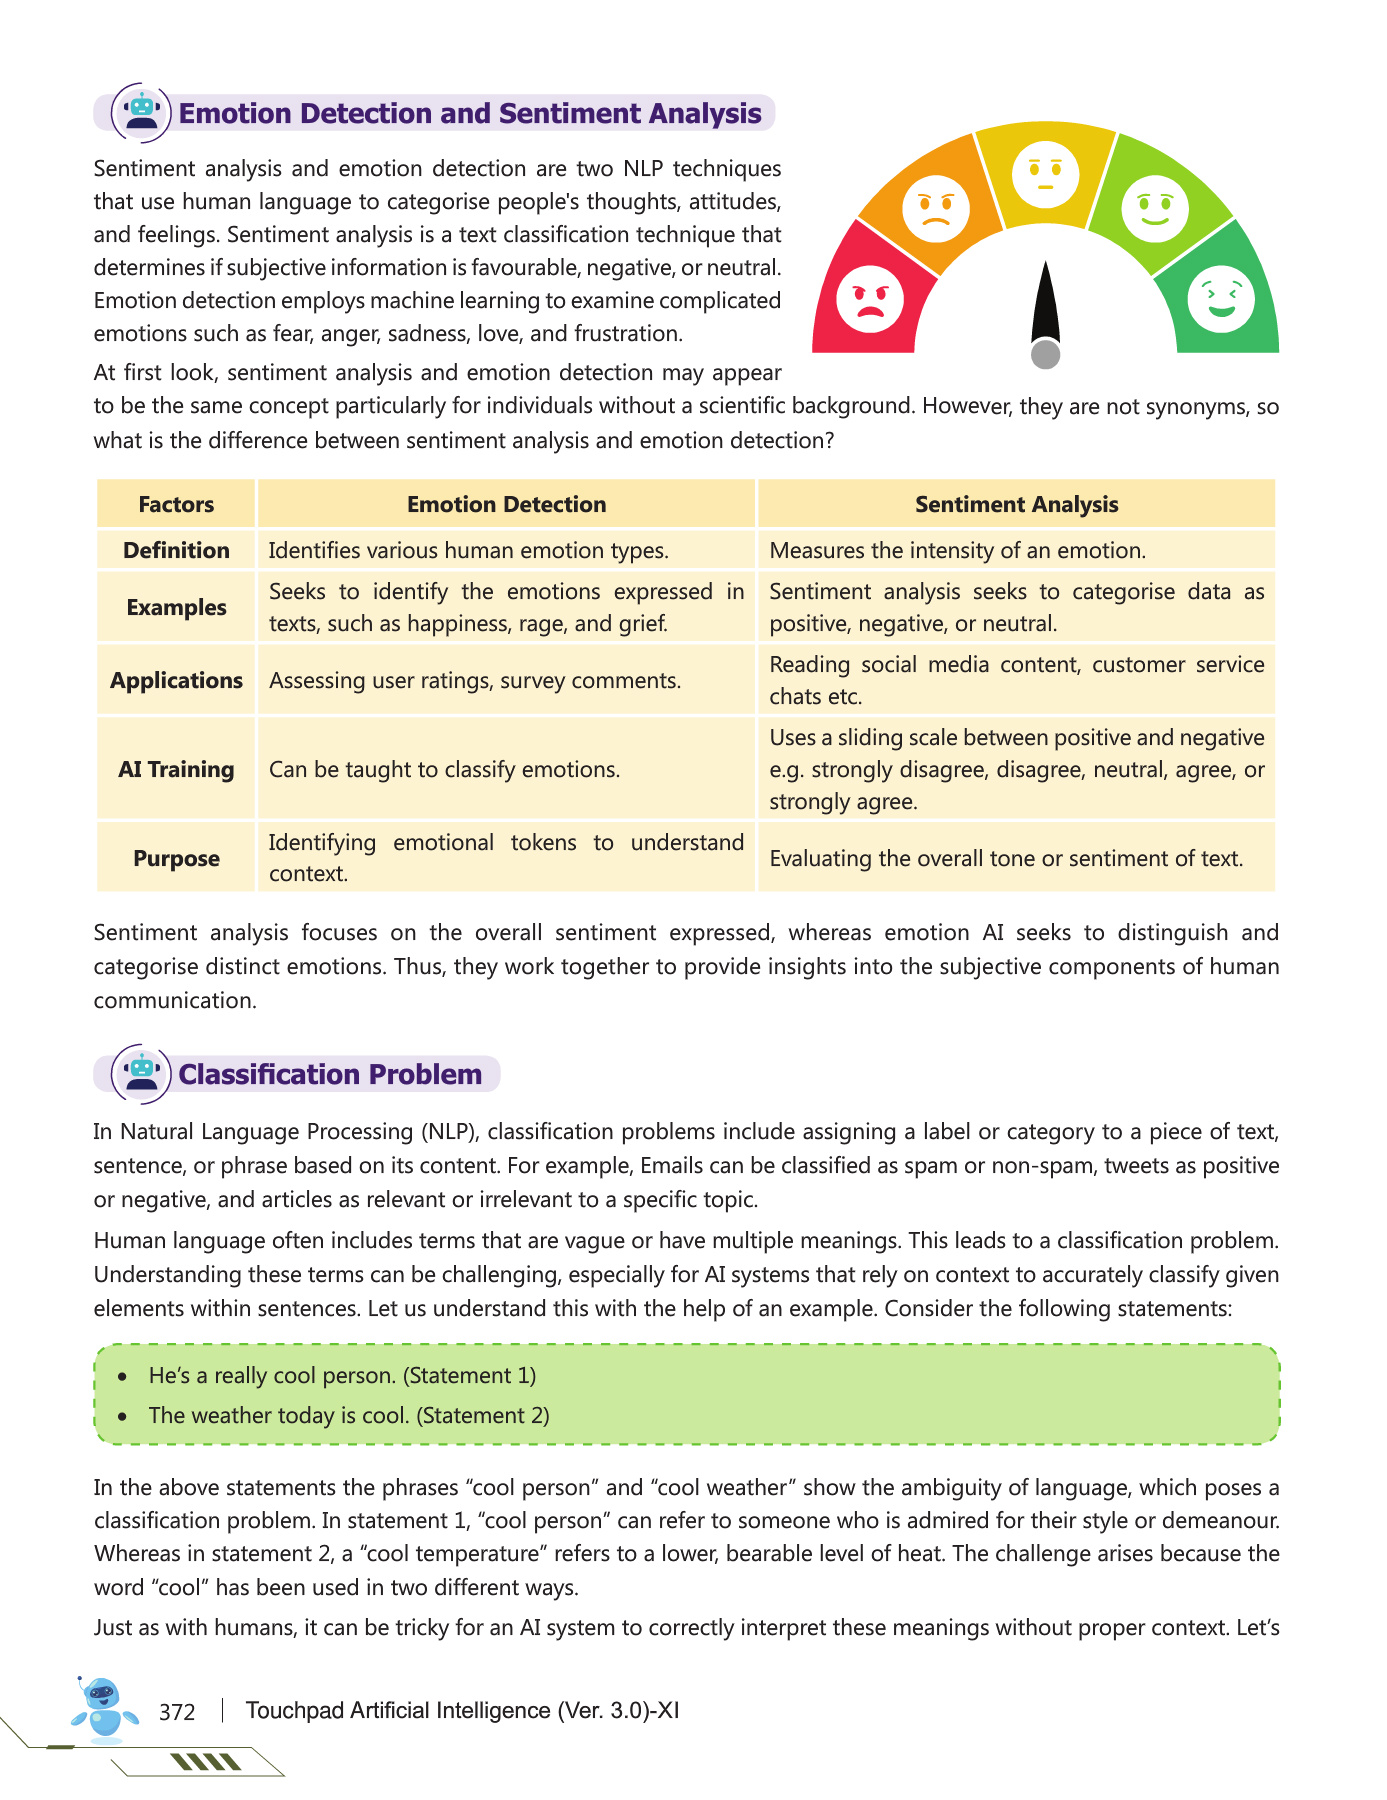 Emotion Detection and Sentiment Analysis
Sentiment analysis and emotion detection are two NLP techniques
that use human language to categorise people's thoughts, attitudes,
and feelings. Sentiment analysis is a text classification technique that
determines if subjective information is favourable, negative, or neutral.
Emotion detection employs machine learning to examine complicated
emotions such as fear, anger, sadness, love, and frustration.
At first look, sentiment analysis and emotion detection may appear
to be the same concept particularly for individuals without a scientific background. However, they are not synonyms, so
what is the difference between sentiment analysis and emotion detection?
Factors Emotion Detection Sentiment Analysis
Definition Identifies various human emotion types. Measures the intensity of an emotion.
Examples
Seeks to identify the emotions expressed in
texts, such as happiness, rage, and grief.
Sentiment analysis seeks to categorise data as
positive, negative, or neutral.
Applications Assessing user ratings, survey comments.
Reading social media content, customer service
chats etc.
AI Training Can be taught to classify emotions.
Uses a sliding scale between positive and negative
e.g. strongly disagree, disagree, neutral, agree, or
strongly agree.
Purpose
Identifying emotional tokens to understand
context.
Evaluating the overall tone or sentiment of text.
Sentiment analysis focuses on the overall sentiment expressed, whereas emotion AI seeks to distinguish and
categorise distinct emotions. Thus, they work together to provide insights into the subjective components of human
communication.
Classification Problem
In Natural Language Processing (NLP), classification problems include assigning a label or category to a piece of text,
sentence, or phrase based on its content. For example, Emails can be classified as spam or non-spam, tweets as positive
or negative, and articles as relevant or irrelevant to a specific topic.
Human language often includes terms that are vague or have multiple meanings. This leads to a classification problem.
Understanding these terms can be challenging, especially for AI systems that rely on context to accurately classify given
elements within sentences. Let us understand this with the help of an example. Consider the following statements:
• He's a really cool person. (Statement 1)
• The weather today is cool. (Statement 2)
In the above statements the phrases “cool person” and “cool weather” show the ambiguity of language, which poses a
classification problem. In statement 1, “cool person” can refer to someone who is admired for their style or demeanour.
Whereas in statement 2, a “cool temperature” refers to a lower, bearable level of heat. The challenge arises because the
word “cool” has been used in two different ways.
Just as with humans, it can be tricky for an AI system to correctly interpret these meanings without proper context. Let’s
372 Touchpad Artificial Intelligence (Ver. 3.0)-XI